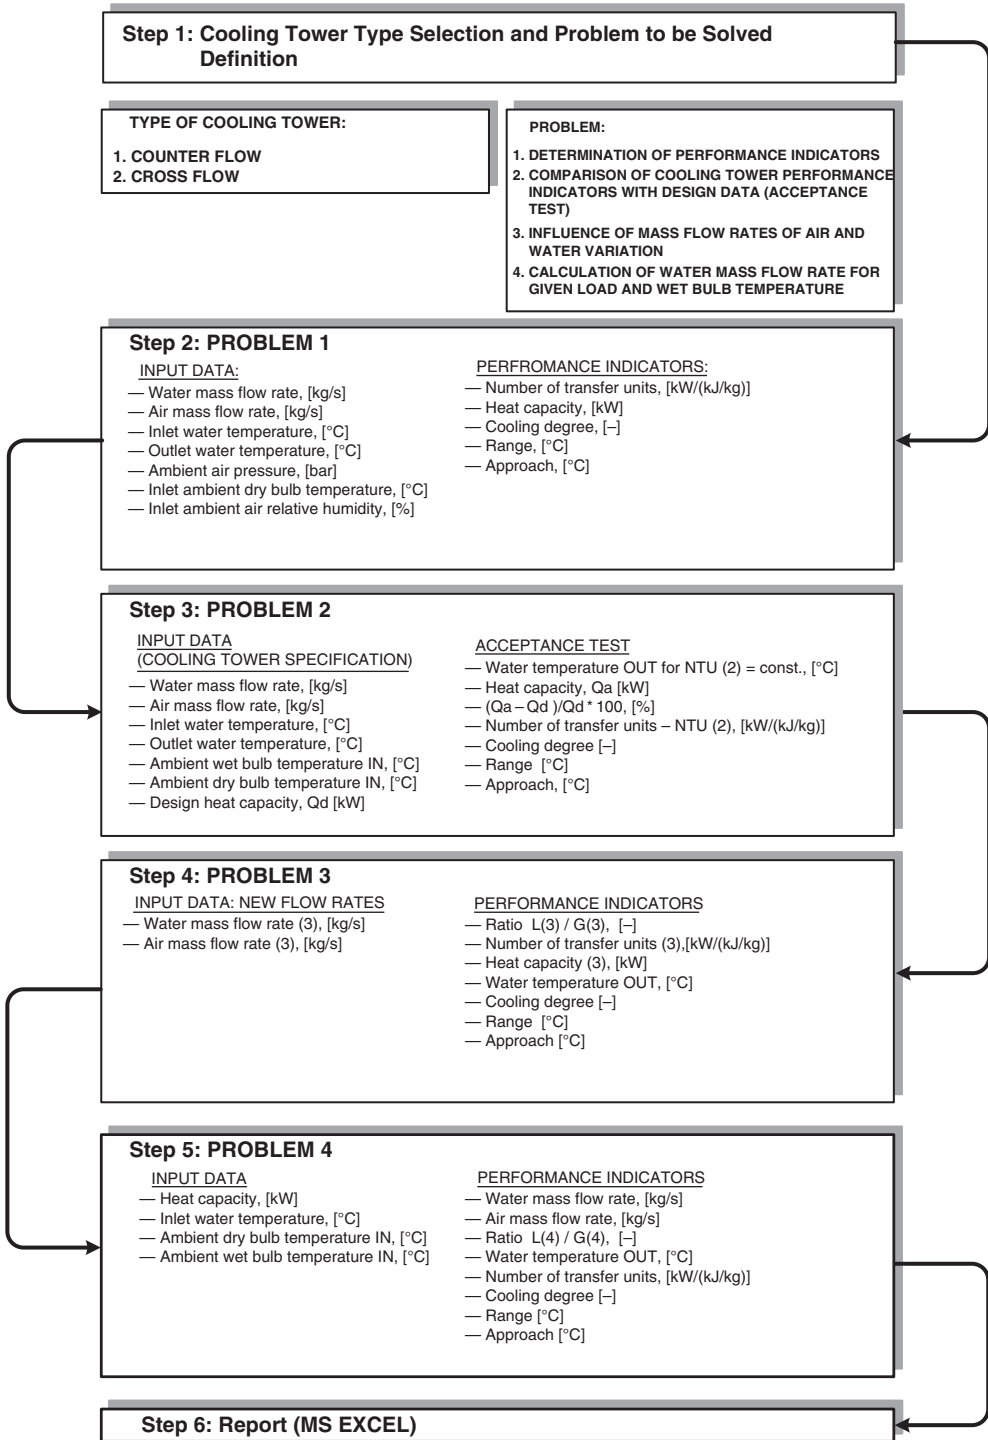 Step 1: Cooling Tower Type Selection and Problem to be Solved
Definition
TYPE OF COOLING TOWER:
1. COUNTER FLOW
2. CROSS FLOW
PROBLEM:
1. DETERMINATION OF PERFORMANCE INDICATORS
2. COMPARISON OF COOLING TOWER PERFORMANCE
INDICATORS WITH DESIGN DATA (ACCEPTANCE
TEST)
3. INFLUENCE OF MASS FLOW RATES OF AIR AND
WATER VARIATION
4. CALCULATION OF WATER MASS FLOW RATE FOR
GIVEN LOAD AND WET BULB TEMPERATURE
Step 2: PROBLEM 1
INPUT DATA:
— Water mass flow rate, [kg/s]
— Air mass flow rate, [kg/s]
— Inlet water temperature, [°C]
— Outlet water temperature, [°C]
— Ambient air pressure, [bar]
— Inlet ambient dry bulb temperature, [°C]
— Inlet ambient air relative humidity, [%]
PERFROMANCE INDICATORS:
— Number of transfer units, [kW/(kJ/kg)]
— Heat capacity, [kW]
— Cooling degree, [–]
— Range, [°C]
— Approach, [°C]
Step 3: PROBLEM 2
INPUT DATA
(COOLING TOWER SPECIFICATION)
— Water mass flow rate, [kg/s]
— Air mass flow rate, [kg/s]
— Inlet water temperature, [°C]
— Outlet water temperature, [°C]
— Ambient wet bulb temperature IN, [°C]
— Ambient dry bulb temperature IN, [°C]
— Design heat capacity, Qd [kW]
ACCEPTANCE TEST
— Water temperature OUT for NTU (2) = const., [°C]
— Heat capacity, Qa [kW]
— (Qa – Qd )/Qd * 100, [%]
— Number of transfer units – NTU (2), [kW/(kJ/kg)]
— Cooling degree [–]
— Range [°C]
— Approach, [°C]
Step 4: PROBLEM 3
INPUT DATA: NEW FLOW RATES
— Water mass flow rate (3), [kg/s]
— Air mass flow rate (3), [kg/s]
PERFORMANCE INDICATORS
— Ratio L(3) / G(3), [–]
— Number of transfer units (3),[kW/(kJ/kg)]
— Heat capacity (3), [kW]
— Water temperature OUT, [°C]
— Cooling degree [–]
— Range [°C]
— Approach [°C]
Step 5: PROBLEM 4
INPUT DATA
— Heat capacity, [kW]
— Inlet water temperature, [°C]
— Ambient dry bulb temperature IN, [°C]
— Ambient wet bulb temperature IN, [°C]
PERFORMANCE INDICATORS
— Water mass flow rate, [kg/s]
— Air mass flow rate, [kg/s]
— Ratio L(4) / G(4), [–]
— Water temperature OUT, [°C]
— Number of transfer units, [kW/(kJ/kg)]
— Cooling degree [–]
— Range [°C]
— Approach [°C]
Step 6: Report (MS EXCEL)